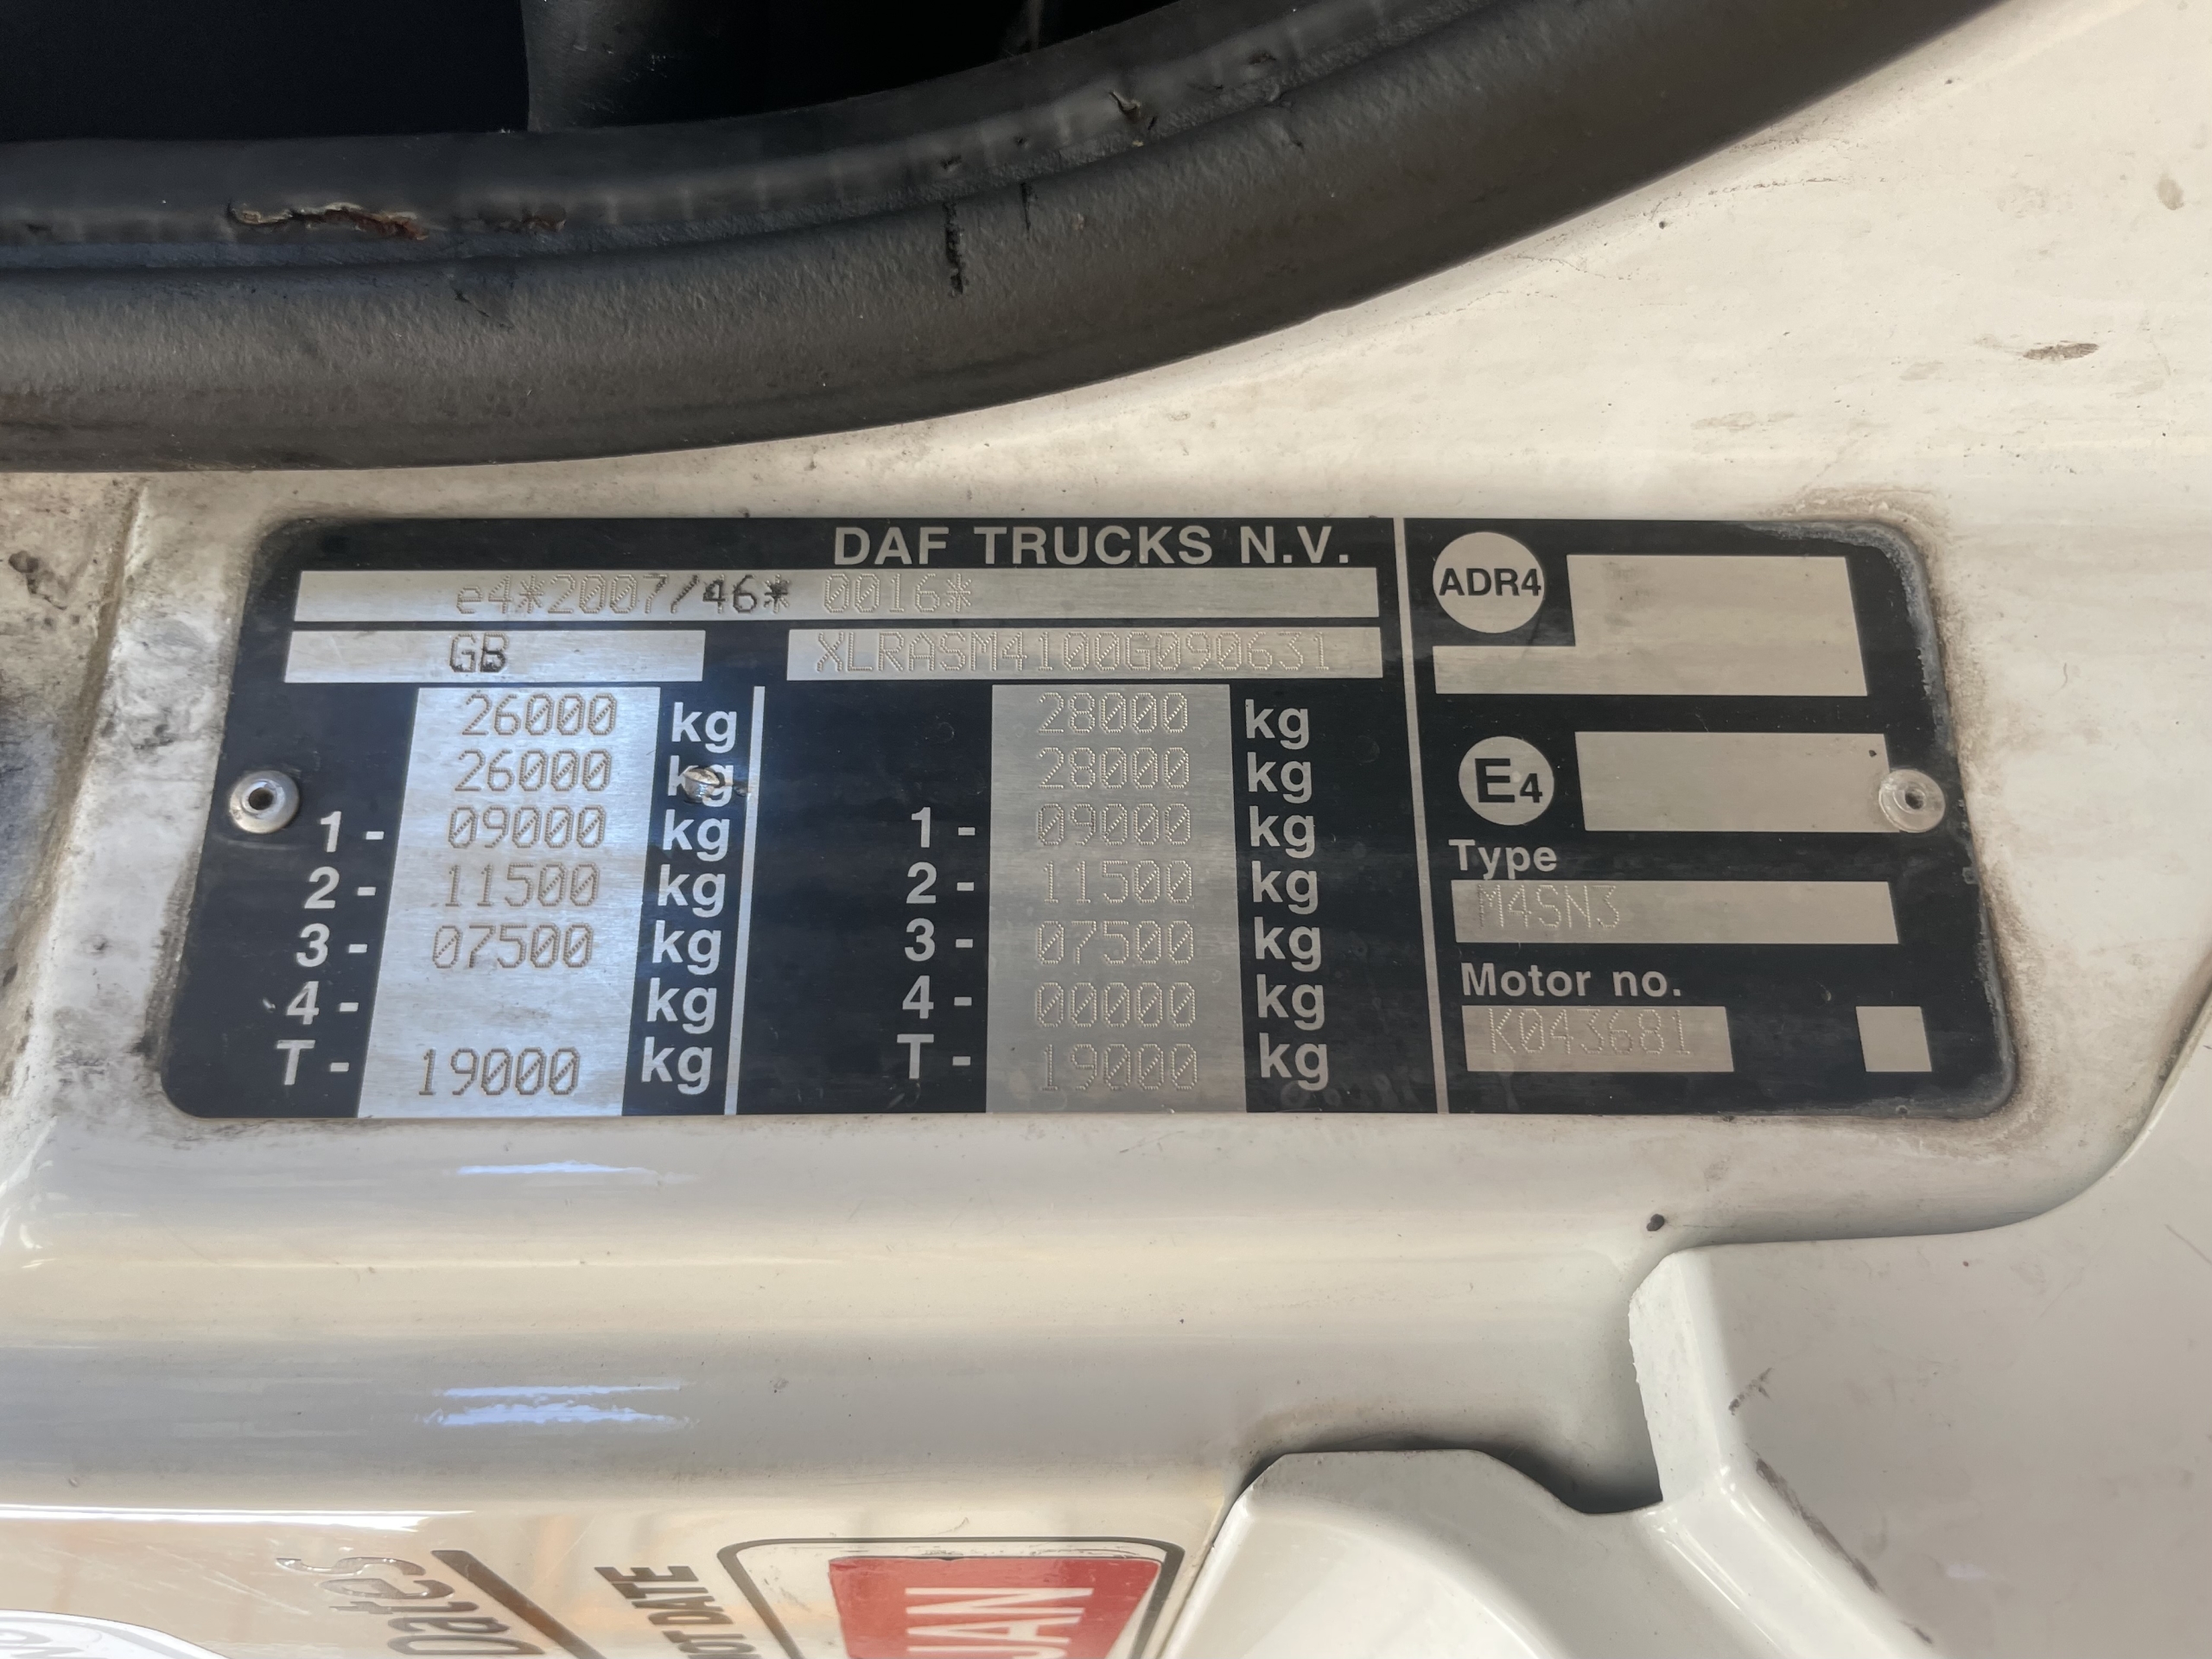 DAF TRUCKS N.V.
e4*2007/46* 0016*
GB XLRASM4100G090631
26000 kg 28000 kg
26000 kg 28000 kg
1- 09000 kg 1- 09000 kg
2- 11500 kg 2- 11500 kg
3- 07500 kg 3- 07500 kg
4- kg 4- 00000 kg
T- 19000 kg T- 19000 kg
ADR4
E4
Type
M4SN3
Motor no.
K043681
Dates
MOT DATE
JAN